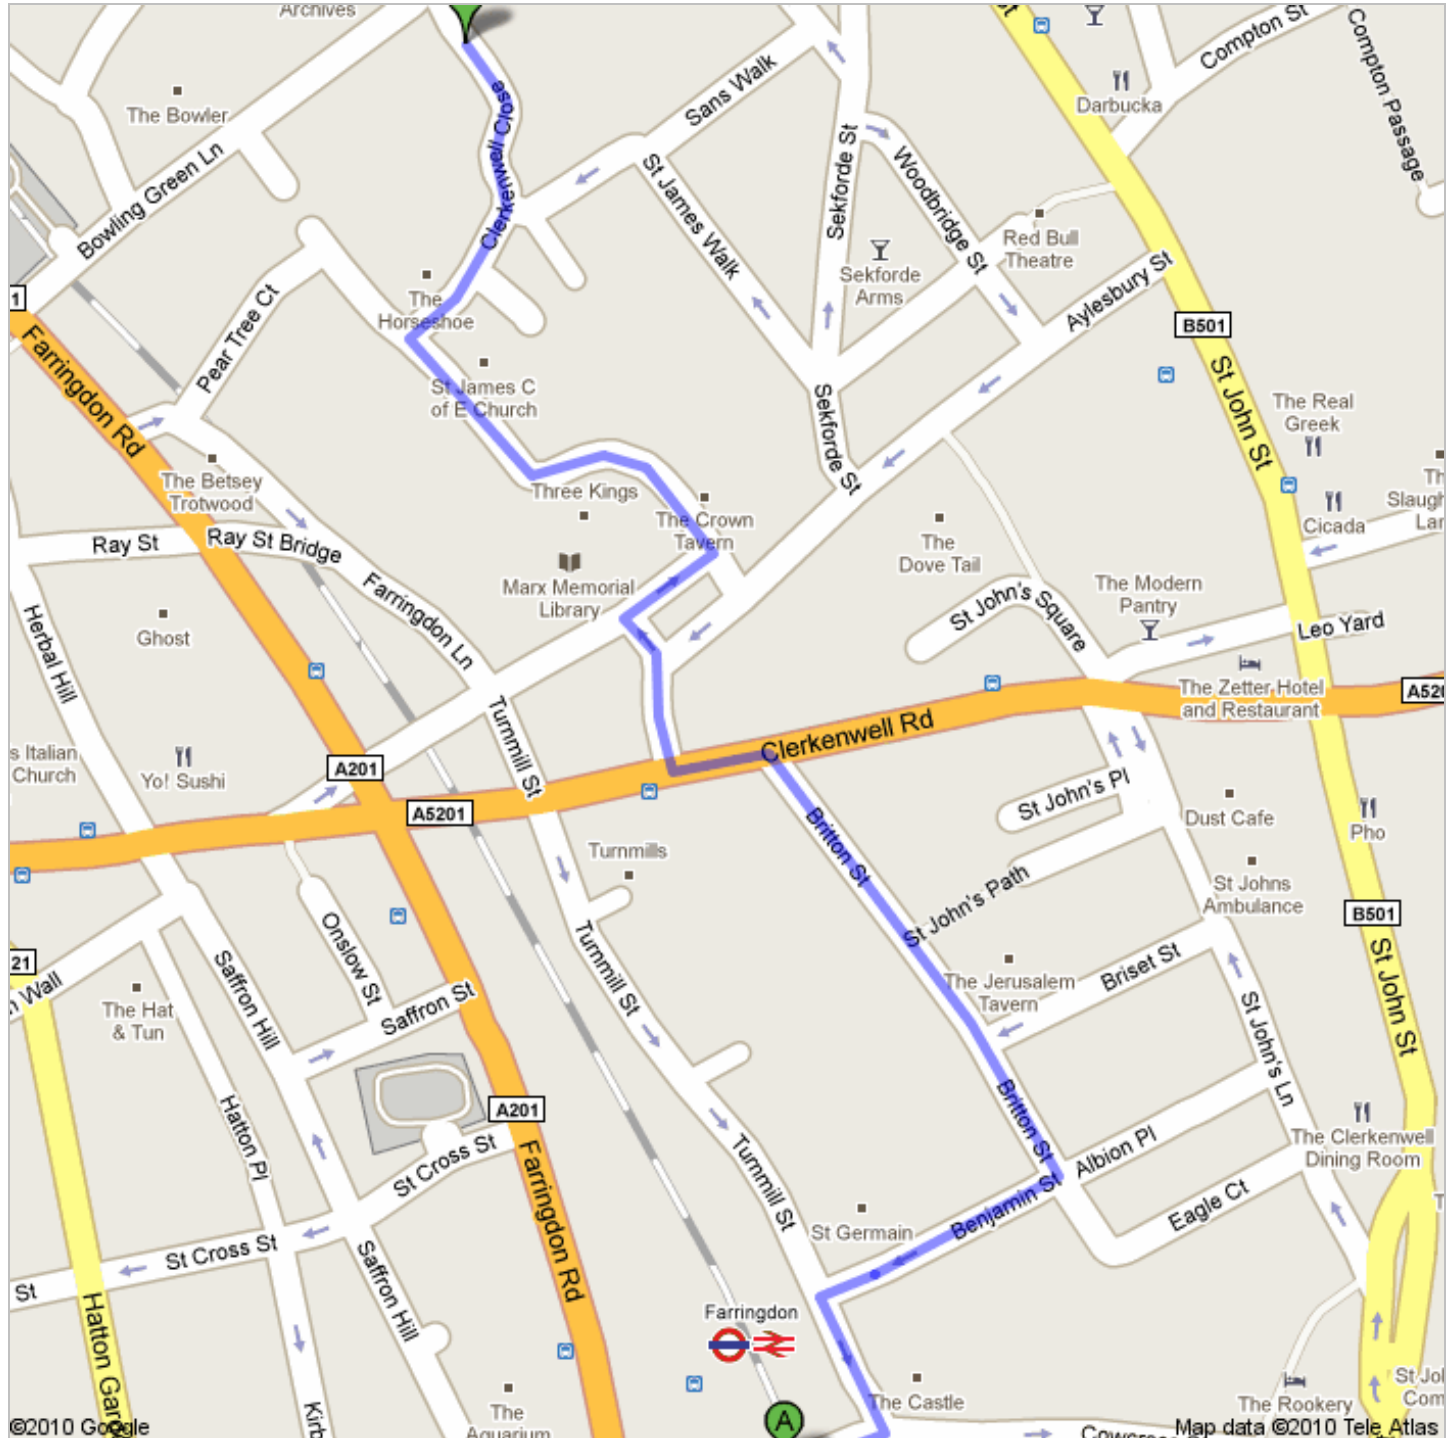 Archives
The Bowler
Bowling Green Ln
Clerkenwell Close
Sans Walk
St James Walk
Sekforde St
Woodbridge St
Sekforde
Arms
Red Bull
Theatre
Aylesbury St
Darbucka
Compton St
Compton Passage
B501
St John St
The Real
Greek
Cicada
Pear Tree Ct
The
Horseshoe
St James C
of E Church
Farringdon Rd
The Betsey
Trotwood
Three Kings
The Crown
Tavern
Sekforde St
The
Dove Tail
Ray St
Ray St Bridge
Farringdon Ln
Marx Memorial
Library
St John's Square
The Modern
Pantry
Leo Yard
Herbal Hill
Ghost
The Zetter Hotel
and Restaurant
Clerkenwell Rd
Turnmill St
s Italian
Church
Yo! Sushi
A201
A5201
St John's Pl
Dust Cafe
Pho
Britton St
Turnmills
St John's Path
St Johns
Ambulance
B501
St John St
Onslow St
Turnmill St
The Jerusalem
Tavern
Briset St
21
n Wall
The Hat
& Tun
Saffron Hill
Saffron St
St John's Ln
Hatton Pl
A201
Britton St
Albion Pl
The Clerkenwell
Dining Room
St Cross St
Farringdon Rd
Turnmill St
St Germain
Benjamin St
Eagle Ct
St Cross St
Saffron Hill
St
Farringdon
A
The Castle
The Rookery
The
Aquarium
©2010 Google
Map data ©2010 Tele Atlas